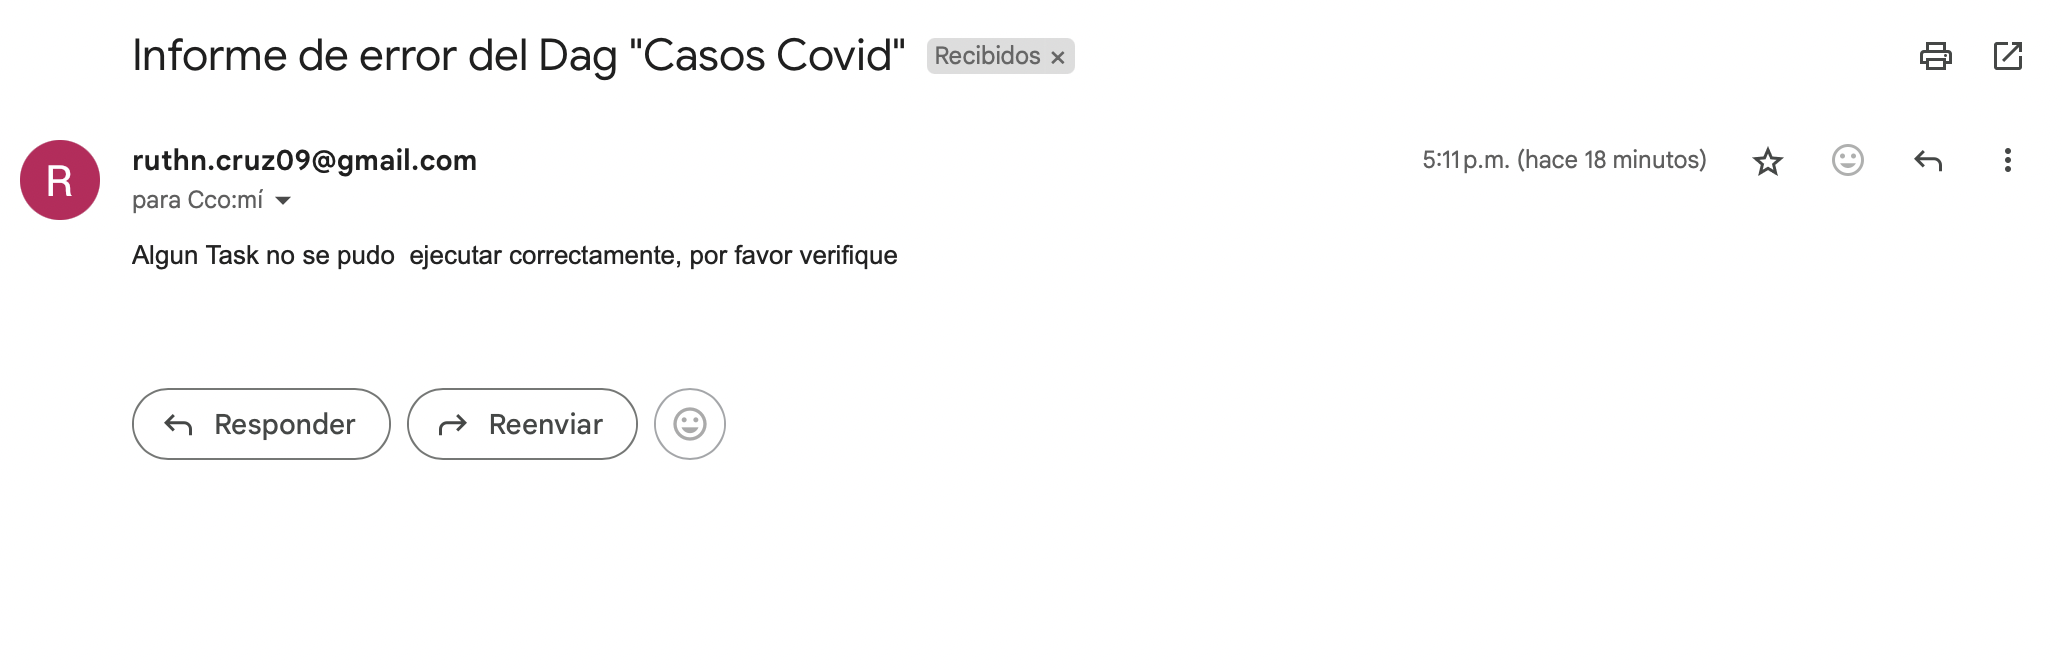 Informe de error del Dag "Casos Covid" Recibidos ×
R
ruthn.cruz09@gmail.com 5:11 p.m. (hace 18 minutos)
para Cco:mí
Algun Task no se pudo  ejecutar correctamente, por favor verifique
Responder Reenviar